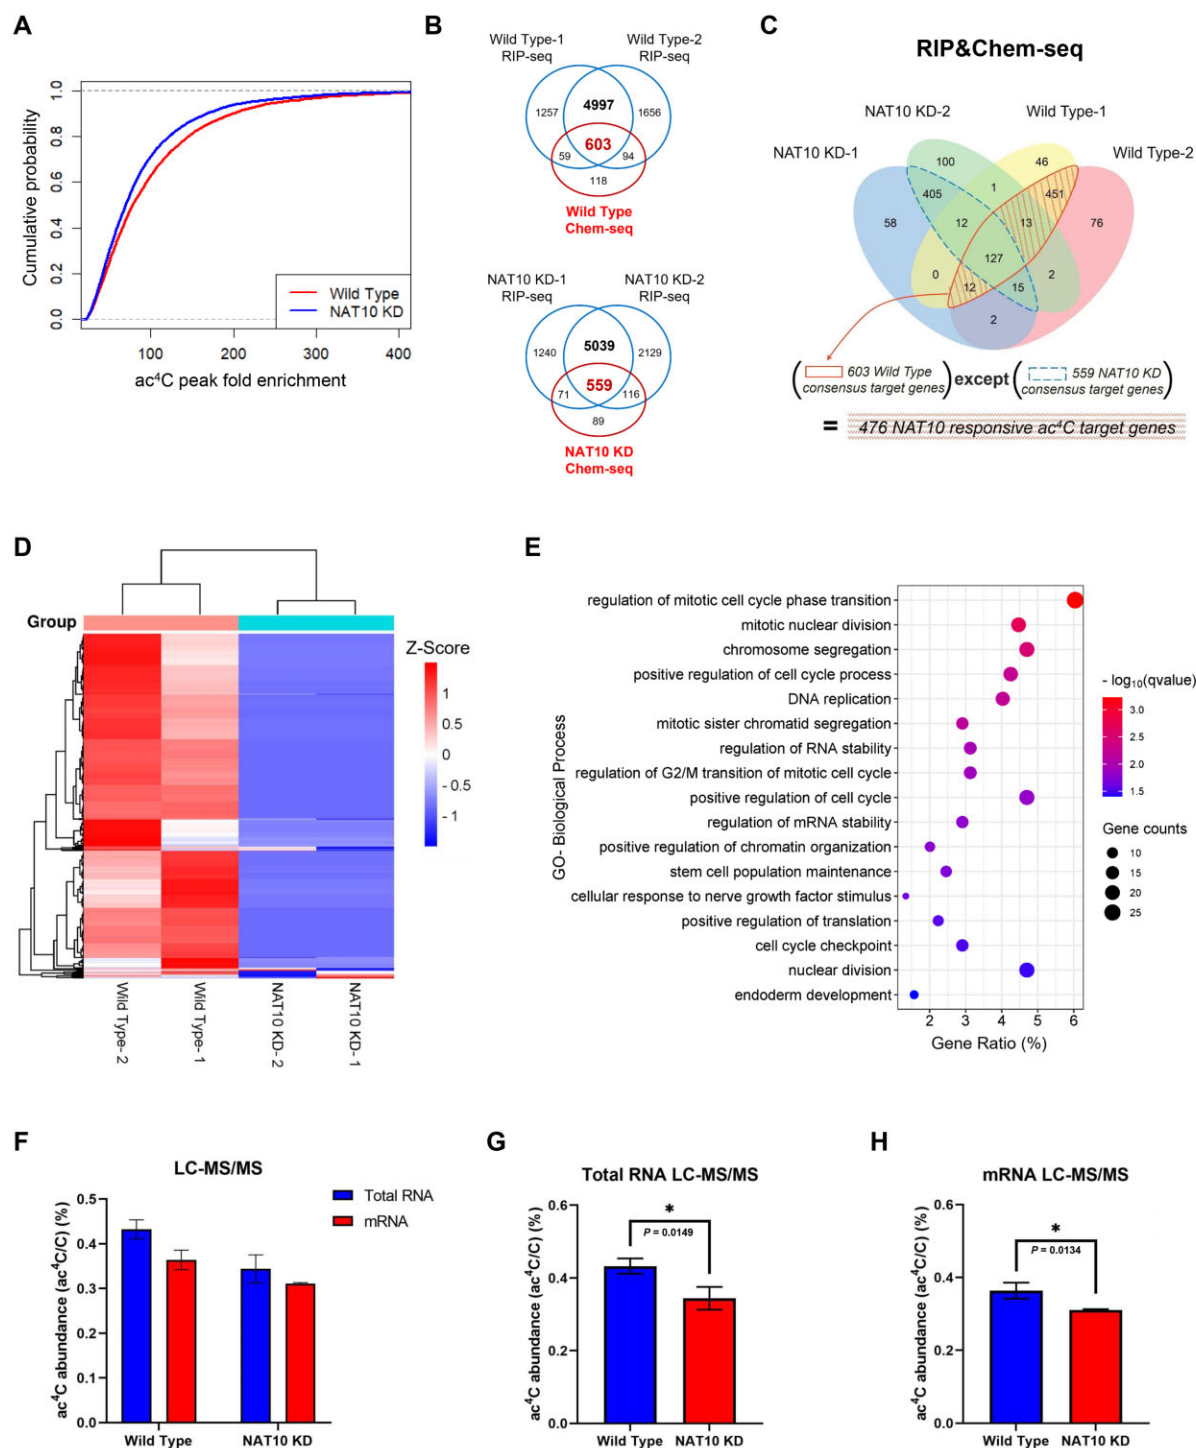 A
Cumulative probability
1.0
0.8
0.6
0.4
0.2
0.0
Wild Type
NAT10 KD
100
200
300
400
ac⁴C peak fold enrichment
B
Wild Type-1
RIP-seq
Wild Type-2
RIP-seq
1257
4997
1656
603
59
94
118
Wild Type
Chem-seq
NAT10 KD-1
RIP-seq
NAT10 KD-2
RIP-seq
1240
5039
2129
559
71
116
89
NAT10 KD
Chem-seq
C
RIP&Chem-seq
NAT10 KD-2
Wild Type-1
NAT10 KD-1
Wild Type-2
100
46
405
1
451
58
12
13
76
127
0
12
15
2
2
603 Wild Type
consensus target genes
except
559 NAT10 KD
consensus target genes
= 476 NAT10 responsive ac⁴C target genes
D
Group
Z-Score
1
0.5
0
- 0.5
- 1
Wild Type- 2
Wild Type- 1
NAT10 KD- 2
NAT10 KD- 1
E
GO- Biological Process
regulation of mitotic cell cycle phase transition
mitotic nuclear division
chromosome segregation
positive regulation of cell cycle process
DNA replication
mitotic sister chromatid segregation
regulation of RNA stability
regulation of G2/M transition of mitotic cell cycle
positive regulation of cell cycle
regulation of mRNA stability
positive regulation of chromatin organization
stem cell population maintenance
cellular response to nerve growth factor stimulus
positive regulation of translation
cell cycle checkpoint
nuclear division
endoderm development
2
3
4
5
6
Gene Ratio (%)
- log₁₀(qvalue)
3.0
2.5
2.0
1.5
Gene counts
10
15
20
25
F
LC-MS/MS
ac⁴C abundance (ac⁴C/C) (%)
0.5
0.4
0.3
0.2
0.1
0.0
Total RNA
mRNA
Wild Type
NAT10 KD
G
Total RNA LC-MS/MS
ac⁴C abundance (ac⁴C/C) (%)
0.6
0.4
0.2
0.0
*
P = 0.0149
Wild Type
NAT10 KD
H
mRNA LC-MS/MS
ac⁴C abundance (ac⁴C/C) (%)
0.6
0.4
0.2
0.0
*
P = 0.0134
Wild Type
NAT10 KD